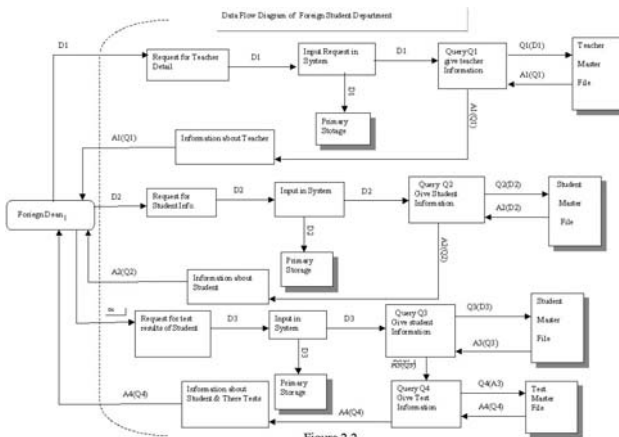 Data Flow Diagram of Foreign Student Department
D1
Request for Teacher
Detail
D1
Input Request in
System
D1
Query Q1
give teacher
Information
Q1(D1)
A1(Q1)
Teacher
Master
File
D1
Primary
Stotage
A1(Q1)
Information about Teacher
A1(Q1)
ForiegnDean
D2
Request for
Student Info.
D2
Input in System
D2
Query Q2
Give Student
Information
Q2(D2)
A2(D2)
Student
Master
File
D2
Primary
Storage
A2(Q2)
Information about
Student
A2(Q2)
Request for test
results of Student
D3
Input in
System
D3
Query Q3
Give student
Information
Q3(D3)
A3(Q3)
Student
Master
File
D3
Primary
Storage
Query Q4
Give Test
Information
Q4(A3)
A4(Q4)
Test
Master
File
A4(Q4)
Information about
Student & There Tests
A4(Q4)
Figure 2.2